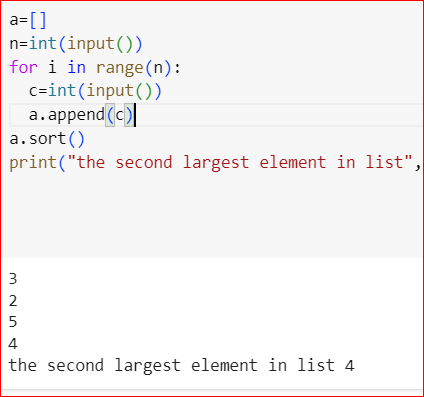 a=[]
n=int(input())
for i in range(n):
  c=int(input())
  a.append(c)
a.sort()
print("the second largest element in list",
3
2
5
4
the second largest element in list 4